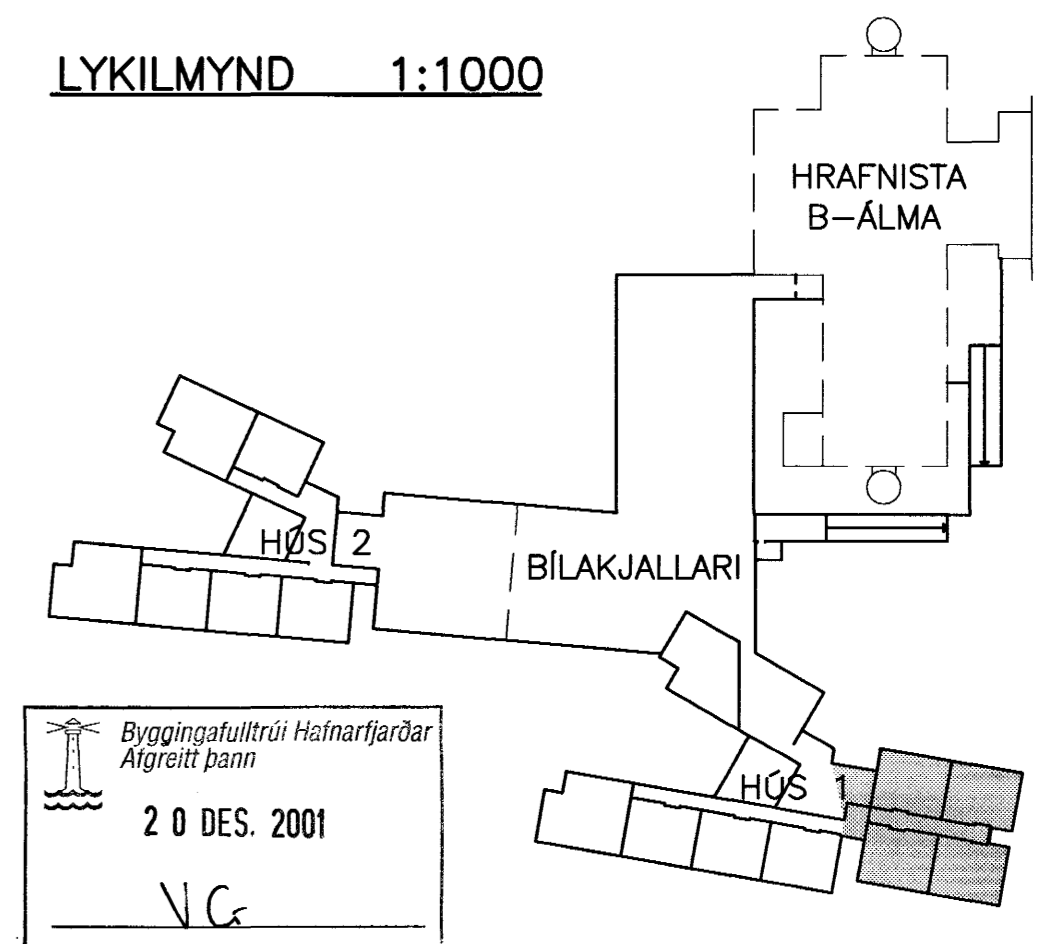 LYKILMYND 1:1000
HRAFNISTA
B-ÁLMA
HÚS 2
BÍLAKJALLARI
HÚS 1
Byggingafulltrúi Hafnarfjarðar
Afgreitt þann
20 DES. 2001